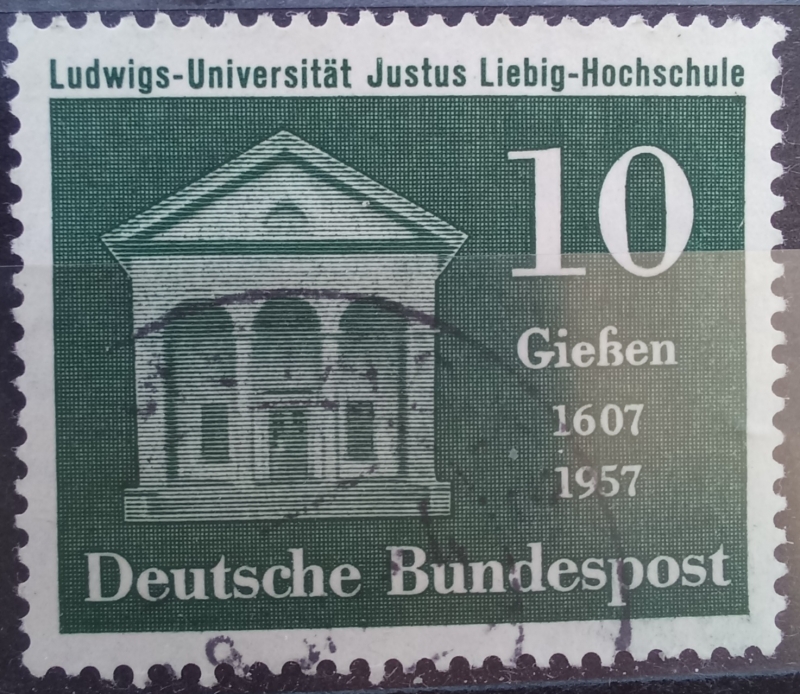 Ludwigs-Universität Justus Liebig-Hochschule
10
Gießen
1607
1957
Deutsche Bundespost